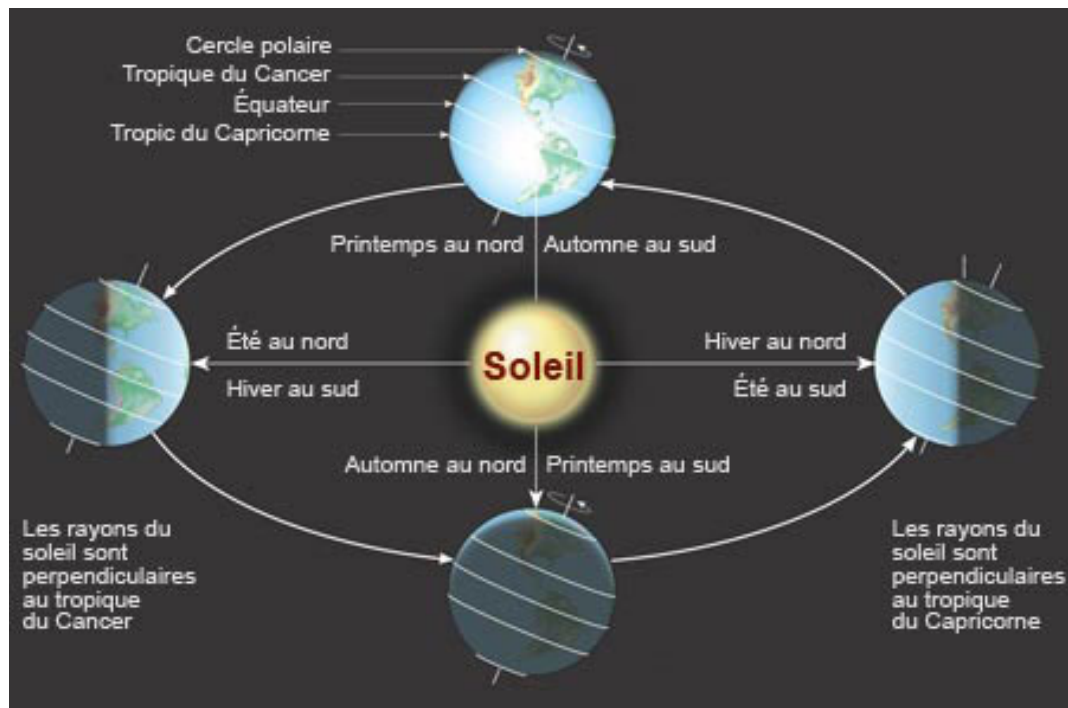 Cercle polaire
Tropique du Cancer
Équateur
Tropic du Capricorne
Printemps au nord
Automne au sud
Été au nord
Hiver au sud
Soleil
Hiver au nord
Été au sud
Automne au nord
Printemps au sud
Les rayons du
soleil sont
perpendiculaires
au tropique
du Cancer
Les rayons du
soleil sont
perpendiculaires
au tropique
du Capricorne